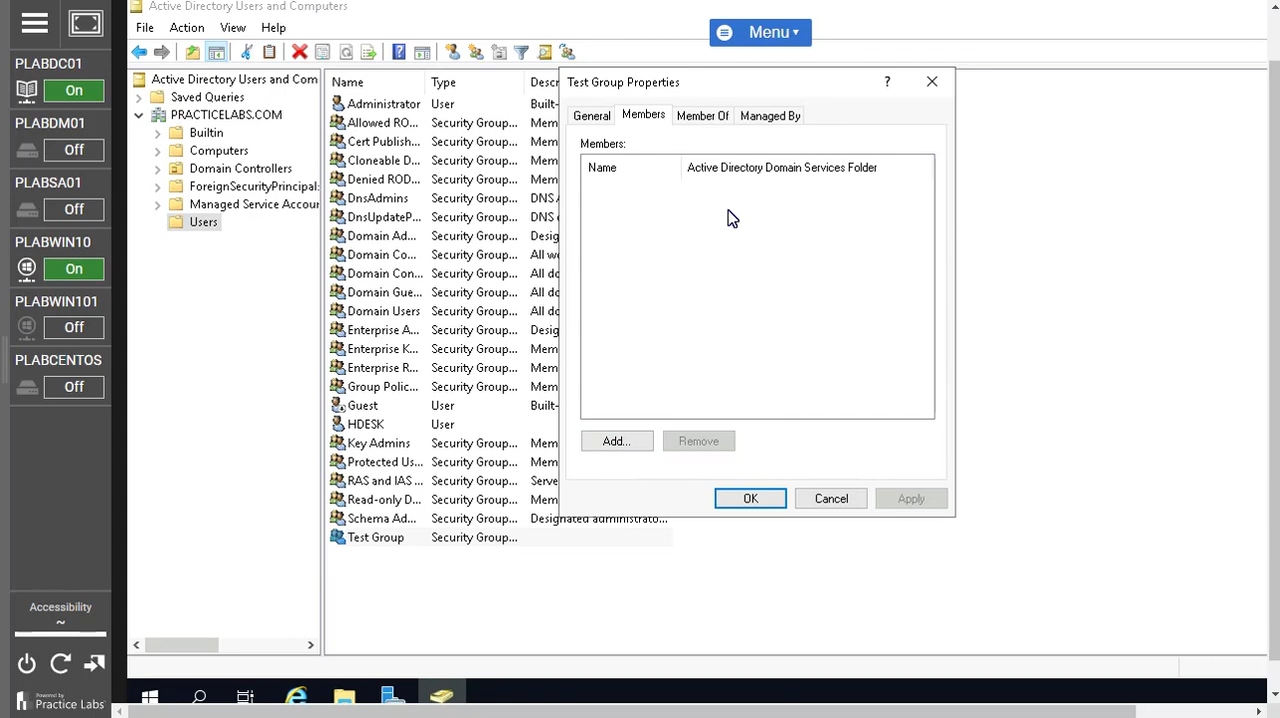 Active Directory Users and Computers
File Action View Help
Menu
PLABDC01
On
PLABDM01
Off
PLABSA01
Off
PLABWIN10
On
PLABWIN101
Off
PLABCENTOS
Off
Accessibility
~
Powered by
Practice Labs
Active Directory Users and Com
Saved Queries
PRACTICELABS.COM
Builtin
Computers
Domain Controllers
ForeignSecurityPrincipal:
Managed Service Accour
Users
Name Type Descr
Administrator User Built-
Allowed RO... Security Group... Mem
Cert Publish... Security Group... Mem
Cloneable D... Security Group... Mem
Denied ROD... Security Group... Mem
DnsAdmins Security Group... DNS A
DnsUpdateP... Security Group... DNS c
Domain Ad... Security Group... Desig
Domain Co... Security Group... All wo
Domain Con... Security Group... All do
Domain Gue... Security Group... All do
Domain Users Security Group... All do
Enterprise A... Security Group... Desig
Enterprise K... Security Group... Mem
Enterprise R... Security Group... Mem
Group Polic... Security Group... Mem
Guest User Built-
HDESK User
Key Admins Security Group... Mem
Protected Us... Security Group... Mem
RAS and IAS ... Security Group... Serve
Read-only D... Security Group... Mem
Schema Ad... Security Group... Designated administrato...
Test Group Security Group...
Test Group Properties ?
General Members Member Of Managed By
Members:
Name Active Directory Domain Services Folder
Add... Remove
OK Cancel Apply